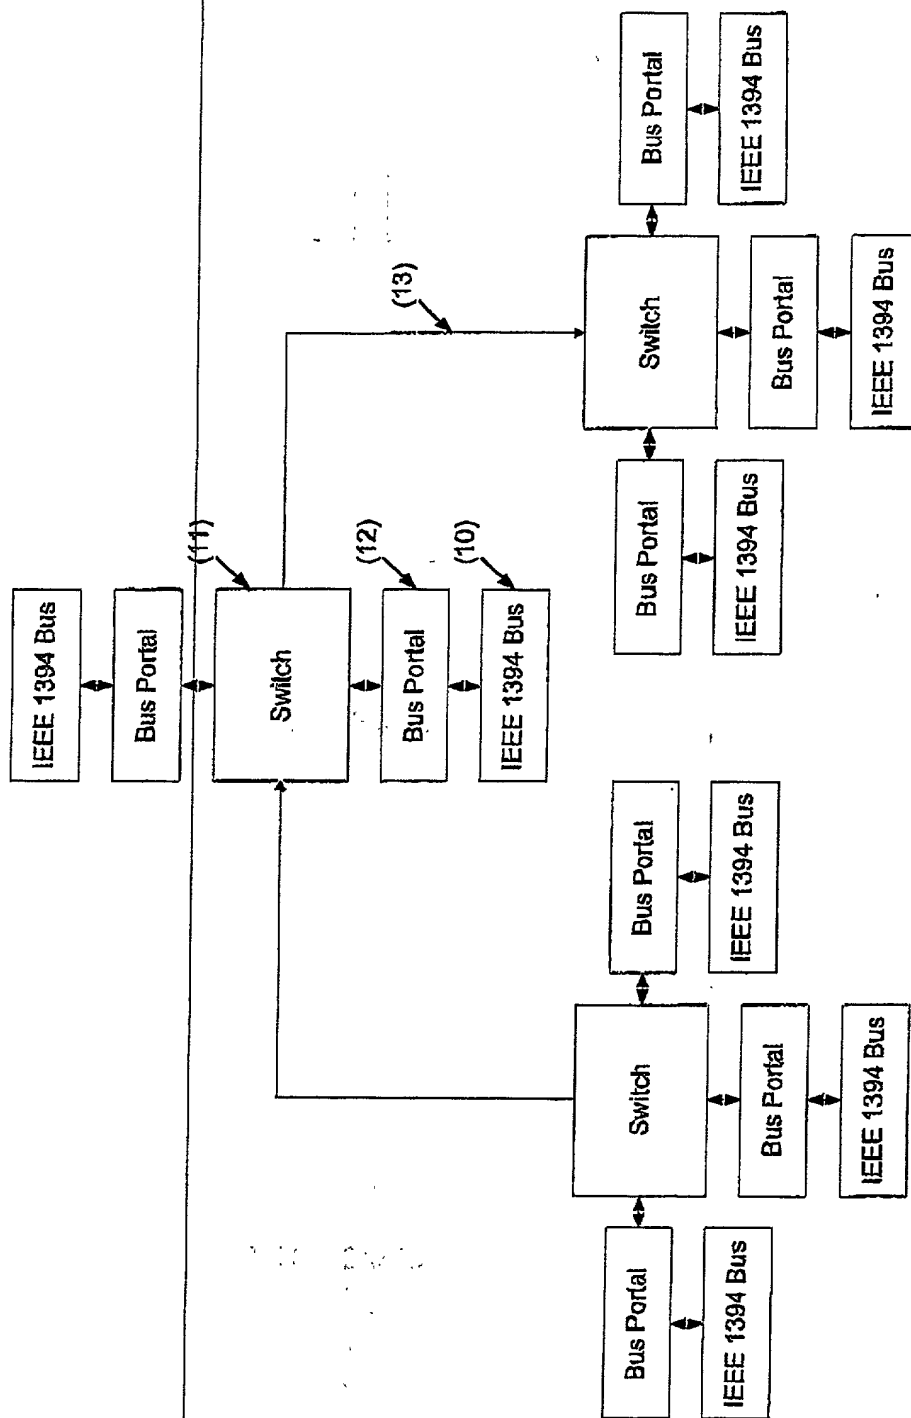 IEEE 1394 Bus
Bus Portal
(11)
Switch
(12)
Bus Portal
(10)
IEEE 1394 Bus
(13)
Bus Portal
IEEE 1394 Bus
Switch
Bus Portal
IEEE 1394 Bus
Bus Portal
IEEE 1394 Bus
Bus Portal
IEEE 1394 Bus
Switch
Bus Portal
IEEE 1394 Bus
Bus Portal
IEEE 1394 Bus